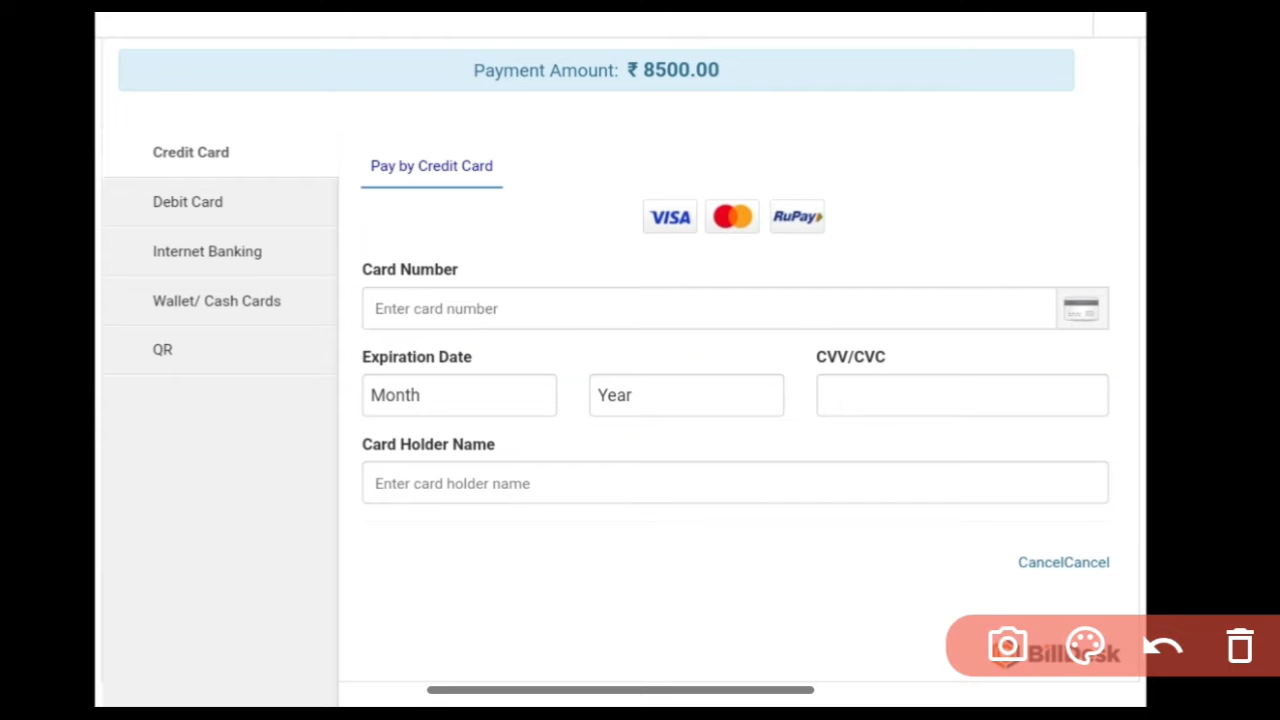 Payment Amount: ₹ 8500.00
Credit Card
Debit Card
Internet Banking
Wallet/ Cash Cards
QR
Pay by Credit Card
VISA
RuPay
Card Number
Enter card number
Expiration Date
CVV/CVC
Month
Year
Card Holder Name
Enter card holder name
CancelCancel
BillDesk